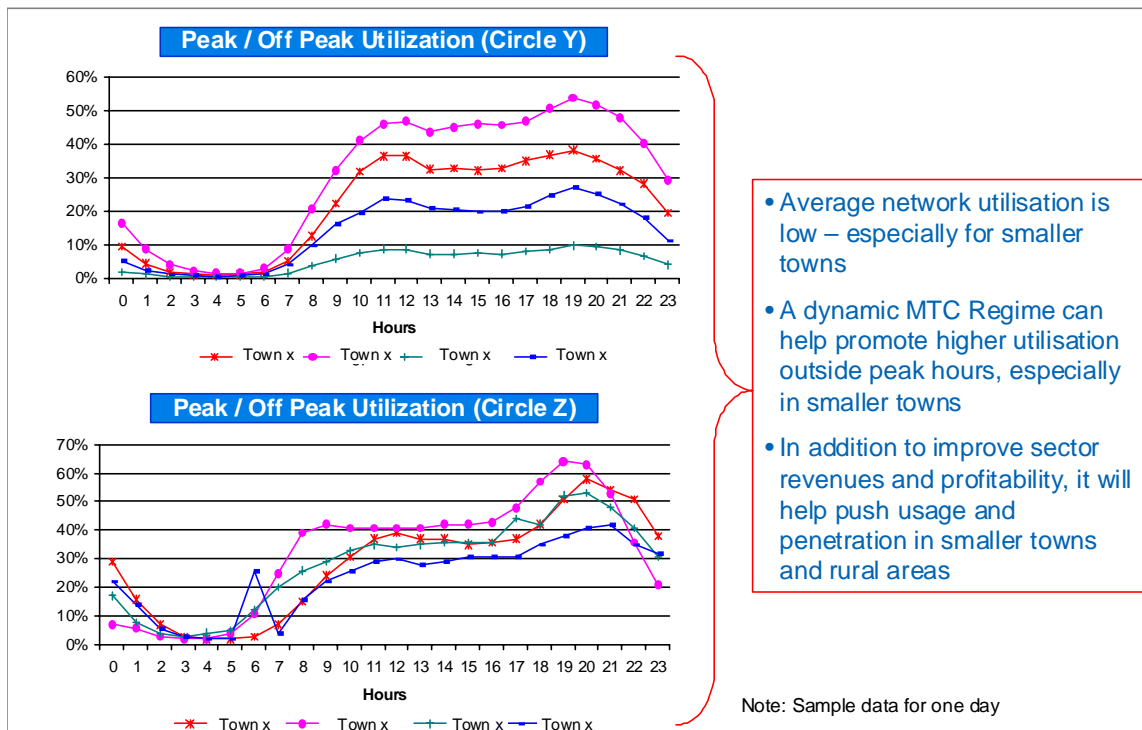 Peak / Off Peak Utilization (Circle Y)
60%
50%
40%
30%
20%
10%
0%
0 1 2 3 4 5 6 7 8 9 10 11 12 13 14 15 16 17 18 19 20 21 22 23
Hours
Town x Town x Town x Town x
Peak / Off Peak Utilization (Circle Z)
70%
60%
50%
40%
30%
20%
10%
0%
0 1 2 3 4 5 6 7 8 9 10 11 12 13 14 15 16 17 18 19 20 21 22 23
Hours
Town x Town x Town x Town x
• Average network utilisation is
low – especially for smaller
towns
• A dynamic MTC Regime can
help promote higher utilisation
outside peak hours, especially
in smaller towns
• In addition to improve sector
revenues and profitability, it will
help push usage and
penetration in smaller towns
and rural areas
Note: Sample data for one day